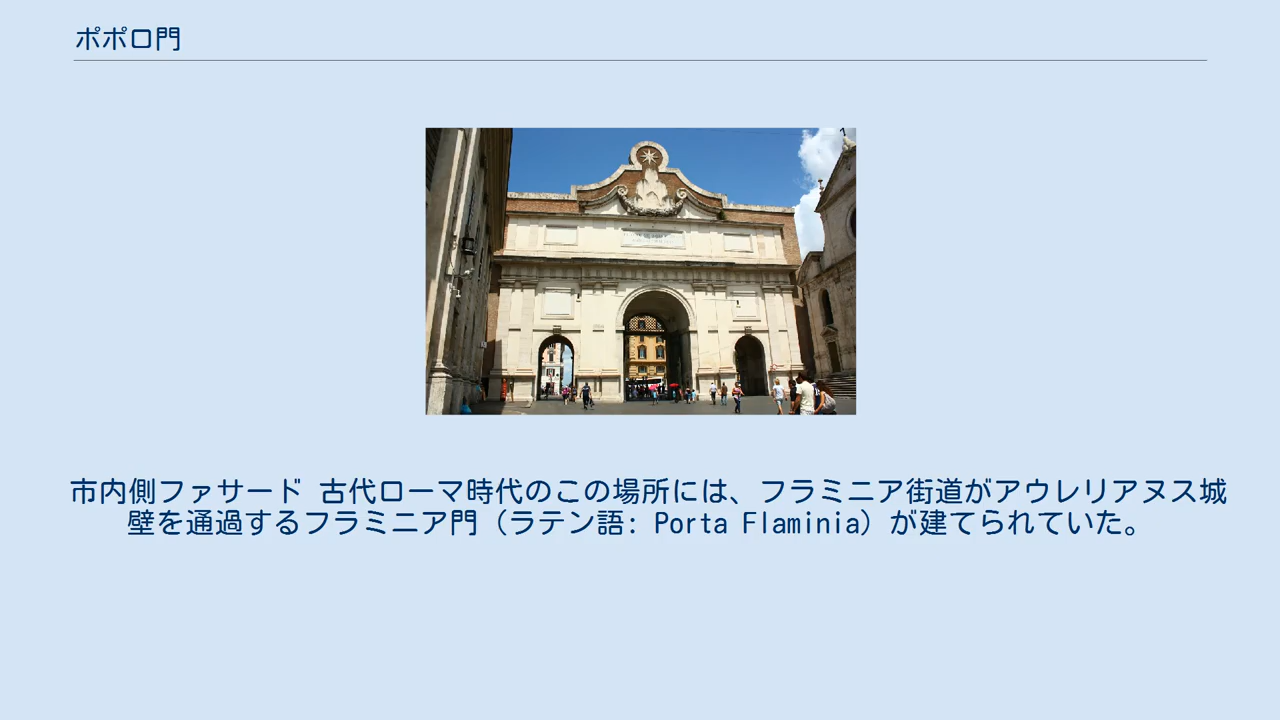 ポポロ門
市内側ファサード 古代ローマ時代のこの場所には、フラミニア街道がアウレリアヌス城
壁を通過するフラミニア門（ラテン語: Porta Flaminia）が建てられていた。